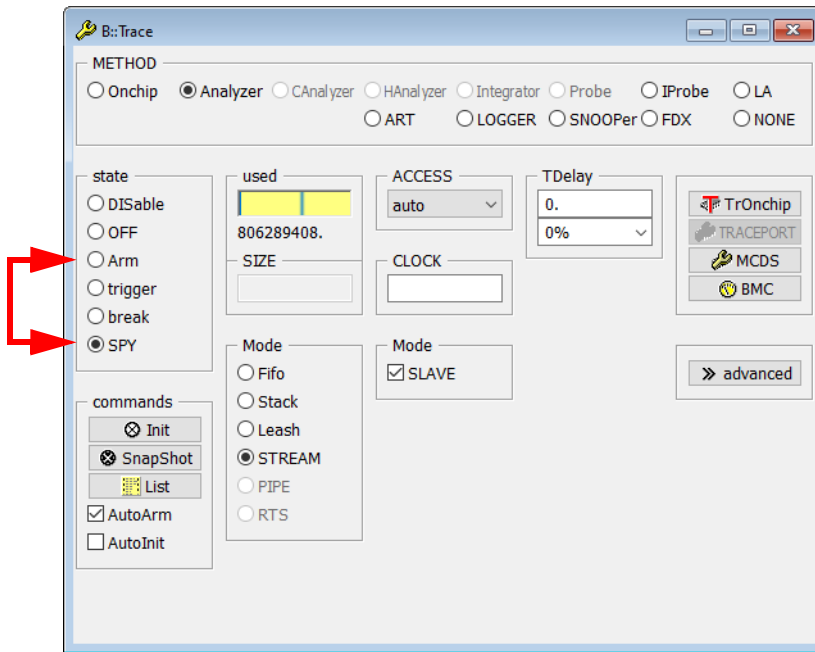 B::Trace
METHOD
Onchip Analyzer CAnalyzer HAnalyzer Integrator Probe IProbe LA
ART LOGGER SNOOPer FDX NONE
state
DISable
OFF
Arm
trigger
break
SPY
used
806289408.
SIZE
ACCESS
auto
CLOCK
TDelay
0.
0%
TrOnchip
TRACEPORT
MCDS
BMC
commands
Init
SnapShot
List
AutoArm
AutoInit
Mode
Fifo
Stack
Leash
STREAM
PIPE
RTS
Mode
SLAVE
advanced